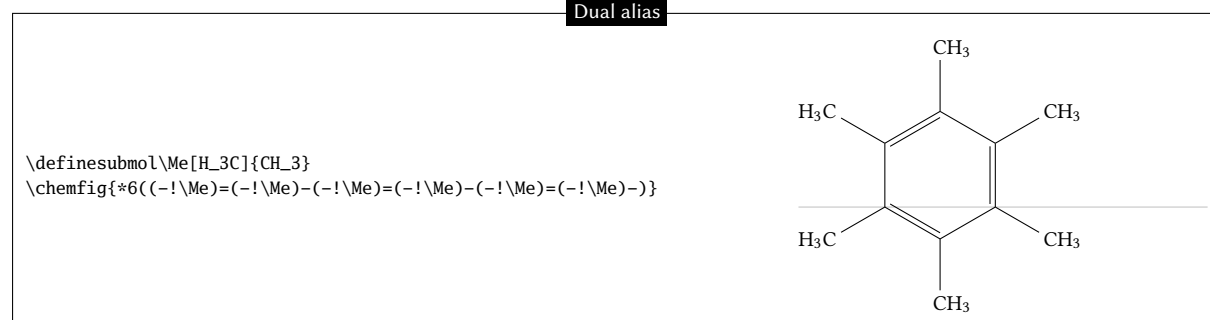 Dual alias
\definesubmol\Me[H_3C]{CH_3}
\chemfig{*6((-!\Me)=(-!\Me)-(-!\Me)=(-!\Me)-(-!\Me)=(-!\Me)-)}
CH₃
H₃C
CH₃
H₃C
CH₃
CH₃